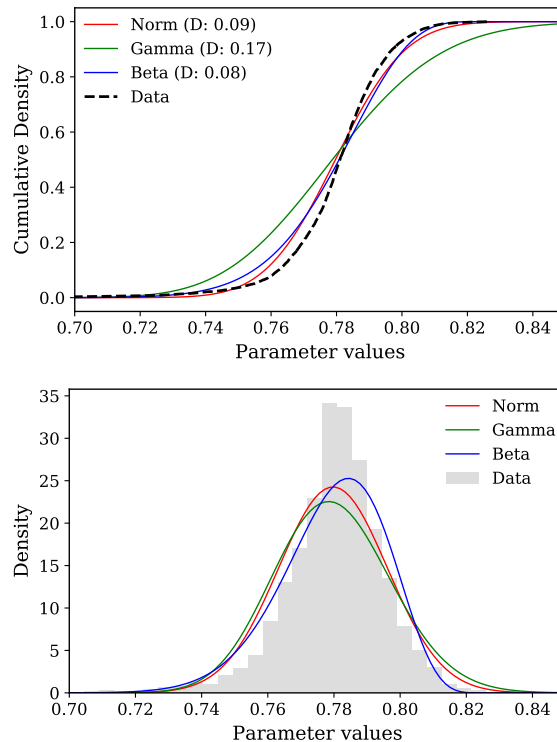 Norm (D: 0.09)
Gamma (D: 0.17)
Beta (D: 0.08)
Data
Cumulative Density
1.0
0.8
0.6
0.4
0.2
0.0
0.70 0.72 0.74 0.76 0.78 0.80 0.82 0.84
Parameter values
Norm
Gamma
Beta
Data
Density
35
30
25
20
15
10
5
0
0.70 0.72 0.74 0.76 0.78 0.80 0.82 0.84
Parameter values